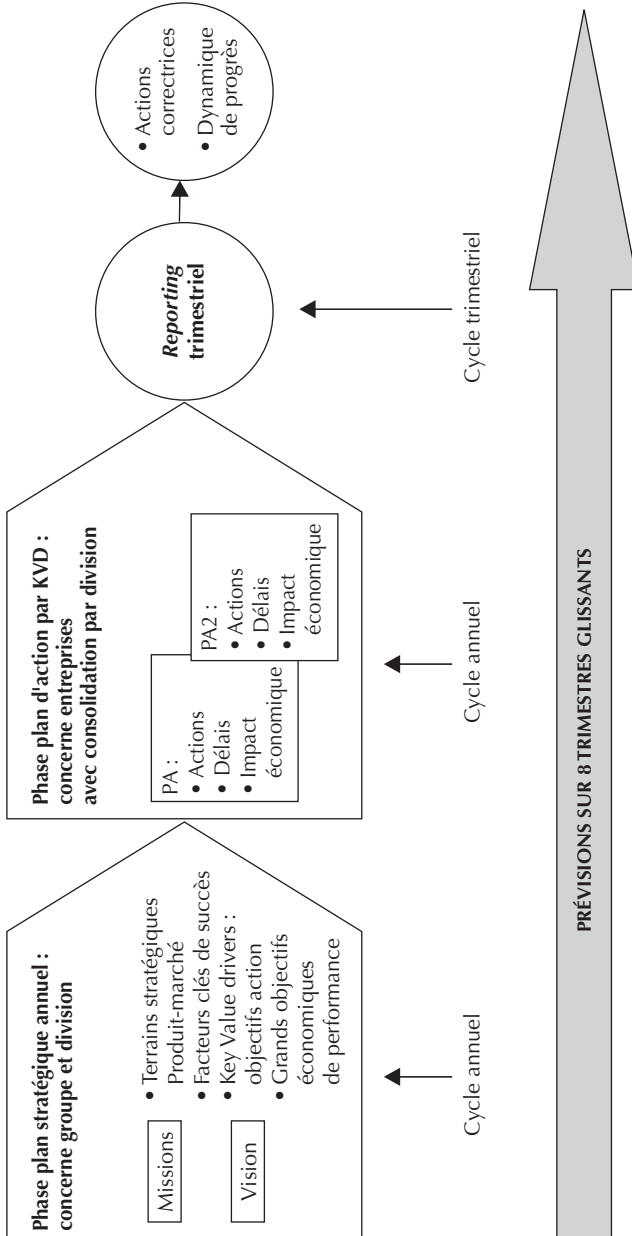 Phase plan stratégique annuel :
concerne groupe et division
Missions
Vision
• Terrains stratégiques
Produit-marché
• Facteurs clés de succès
• Key Value drivers :
objectifs action
• Grands objectifs
économiques
de performance
Cycle annuel
Phase plan d'action par KVD :
concerne entreprises
avec consolidation par division
PA :
• Actions
• Délais
• Impact
économique
PA2 :
• Actions
• Délais
• Impact
économique
Cycle annuel
Reporting
trimestriel
Cycle trimestriel
• Actions
correctrices
• Dynamique
de progrès
PRÉVISIONS SUR 8 TRIMESTRES GLISSANTS